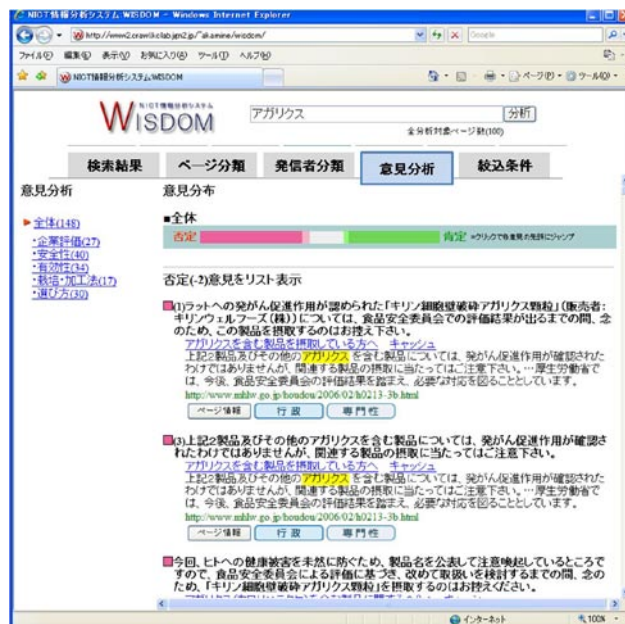 NICT情報分析システム WISDOM - Windows Internet Explorer
ファイル(F) 編集(E) 表示(V) お気に入り(A) ツール(T) ヘルプ(H)
NICT情報分析システム WISDOM
ページ(P) ツール(O)
NICT情報分析システム
WISDOM
アガリクス
分析
全分析対象ページ数(100)
検索結果 ページ分類 発信者分類 意見分析 絞込条件
意見分析
意見分布
全体(148)
・企業評価(27)
・安全性(40)
・有効性(34)
・栽培・加工法(17)
・選び方(30)
■全体
否定 肯定 *クリックで各意見の先頭にジャンプ
否定(-2)意見をリスト表示
(1)ラットへの発がん促進作用が認められた「キリン細胞壁破砕アガリクス顆粒」(販売者:
キリンウェルフーズ(株))については、食品安全委員会での評価結果が出るまでの間、念
のため、この製品を摂取するのはお控え下さい。
アガリクスを含む製品を摂取している方へ キャッシュ
上記2製品及びその他のアガリクスを含む製品については、発がん促進作用が確認された
わけではありませんが、関連する製品の摂取に当たってはご注意下さい。…厚生労働省で
は、今後、食品安全委員会の評価結果を踏まえ、必要な対応を図ることとしています。
http://www.mhlw.go.jp/houdou/2006/02/h0213-3b.html
ページ情報 行政 専門性
(3)上記2製品及びその他のアガリクスを含む製品については、発がん促進作用が確認さ
れたわけではありませんが、関連する製品の摂取に当たってはご注意下さい。
アガリクスを含む製品を摂取している方へ キャッシュ
上記2製品及びその他のアガリクスを含む製品については、発がん促進作用が確認された
わけではありませんが、関連する製品の摂取に当たってはご注意下さい。…厚生労働省で
は、今後、食品安全委員会の評価結果を踏まえ、必要な対応を図ることとしています。
http://www.mhlw.go.jp/houdou/2006/02/h0213-3b.html
ページ情報 行政 専門性
今回、ヒトへの健康被害を未然に防ぐため、製品名を公表して注意喚起しているところで
すので、食品安全委員会による評価に基づき、改めて取扱いを検討するまでの間、念の
ため、「キリン細胞壁破砕アガリクス顆粒」を摂取するのはお控えください。
インターネット 100%